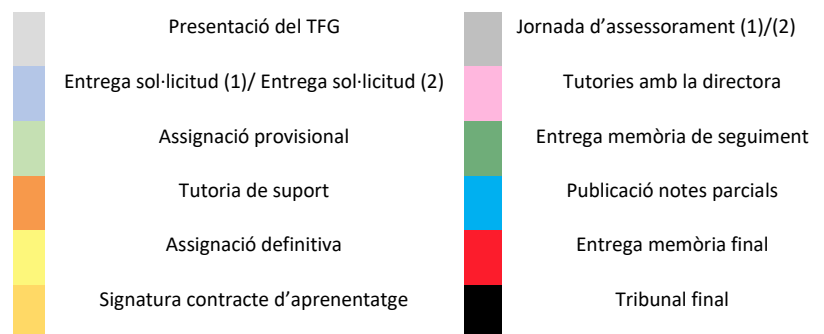 Presentació del TFG
Jornada d’assessorament (1)/(2)
Entrega sol·licitud (1)/ Entrega sol·licitud (2)
Tutories amb la directora
Assignació provisional
Entrega memòria de seguiment
Tutoria de suport
Publicació notes parcials
Assignació definitiva
Entrega memòria final
Signatura contracte d’aprenentatge
Tribunal final